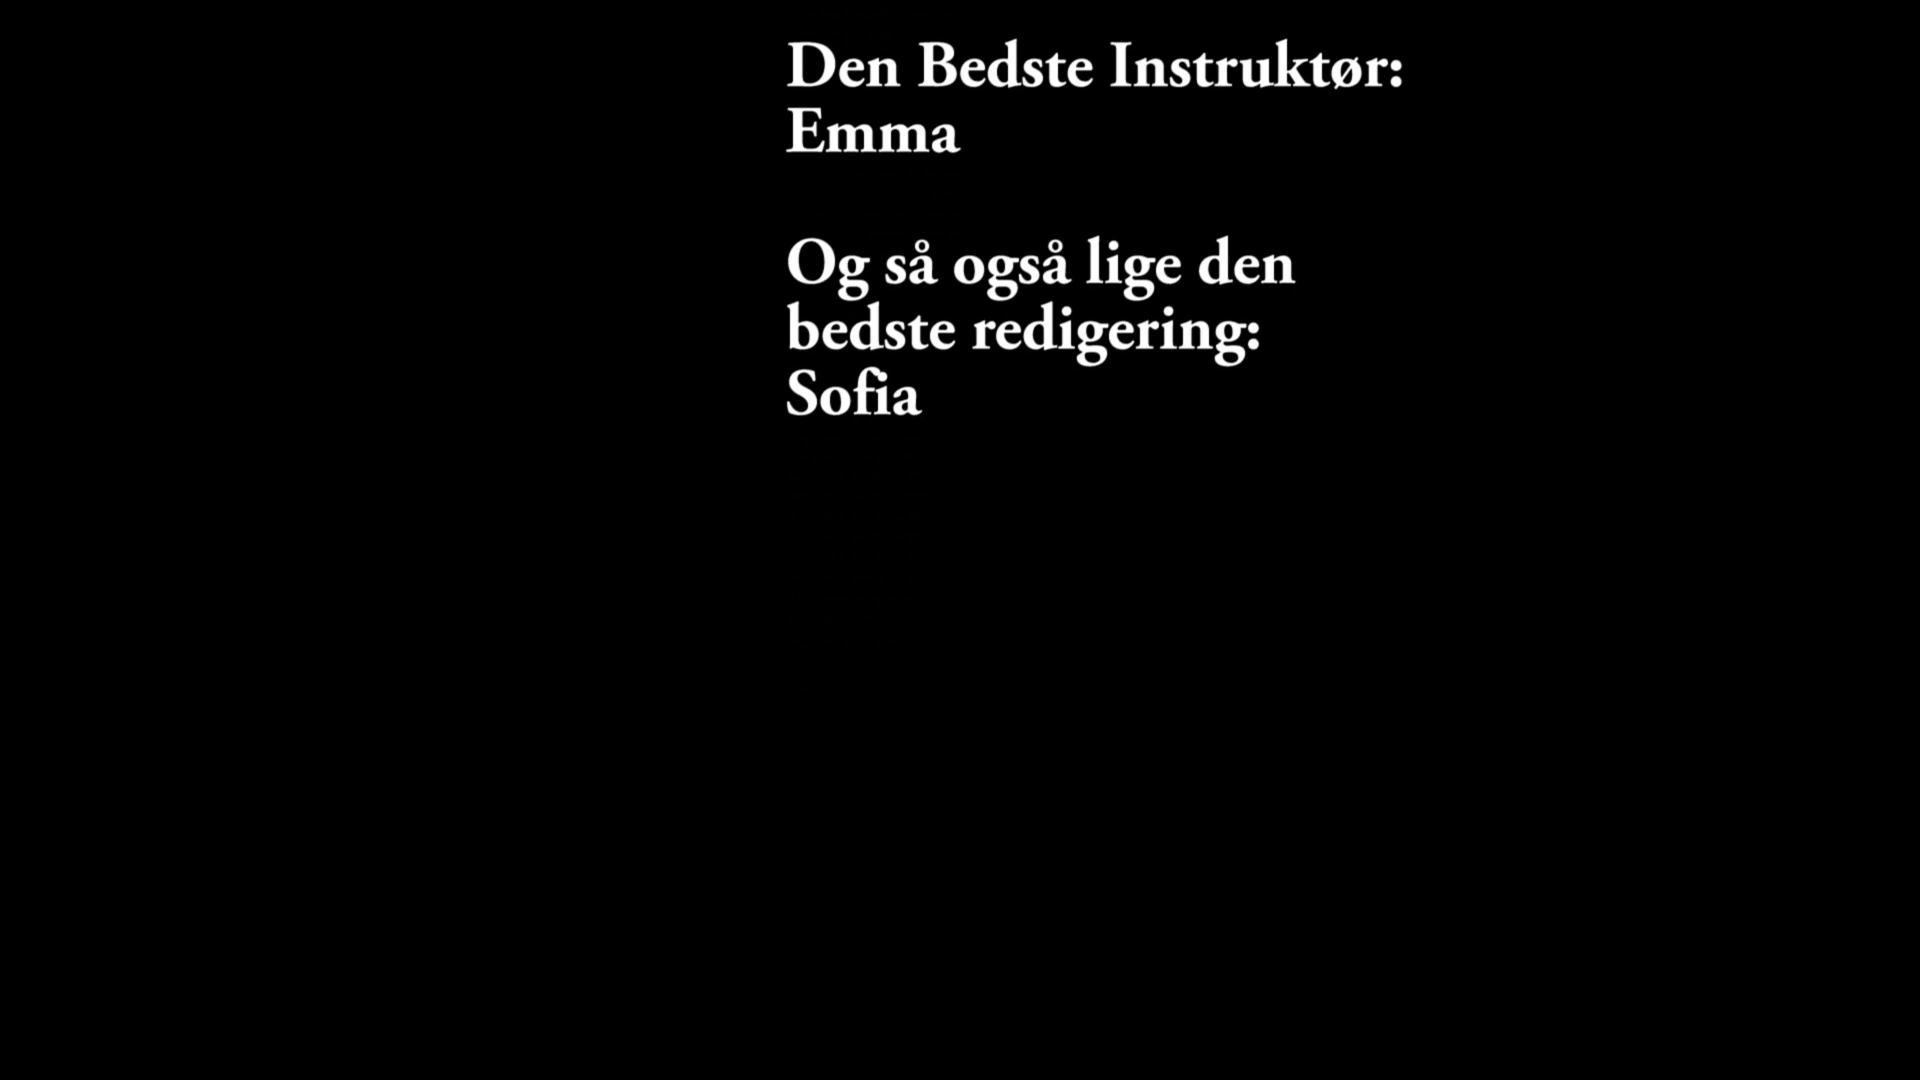 Den Bedste Instruktør:
Emma
Og så også lige den
bedste redigering:
Sofia